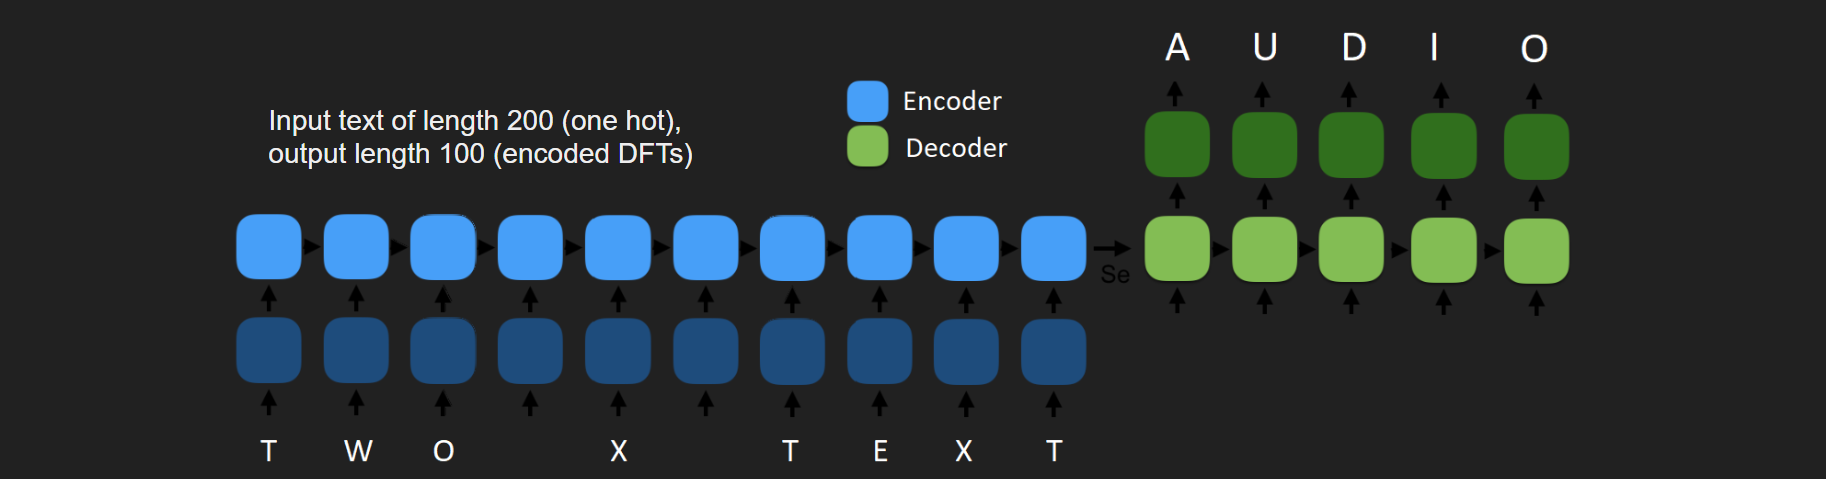 A U D I O
Input text of length 200 (one hot),
output length 100 (encoded DFTs)
Encoder
Decoder
Se
T W O X T E X T